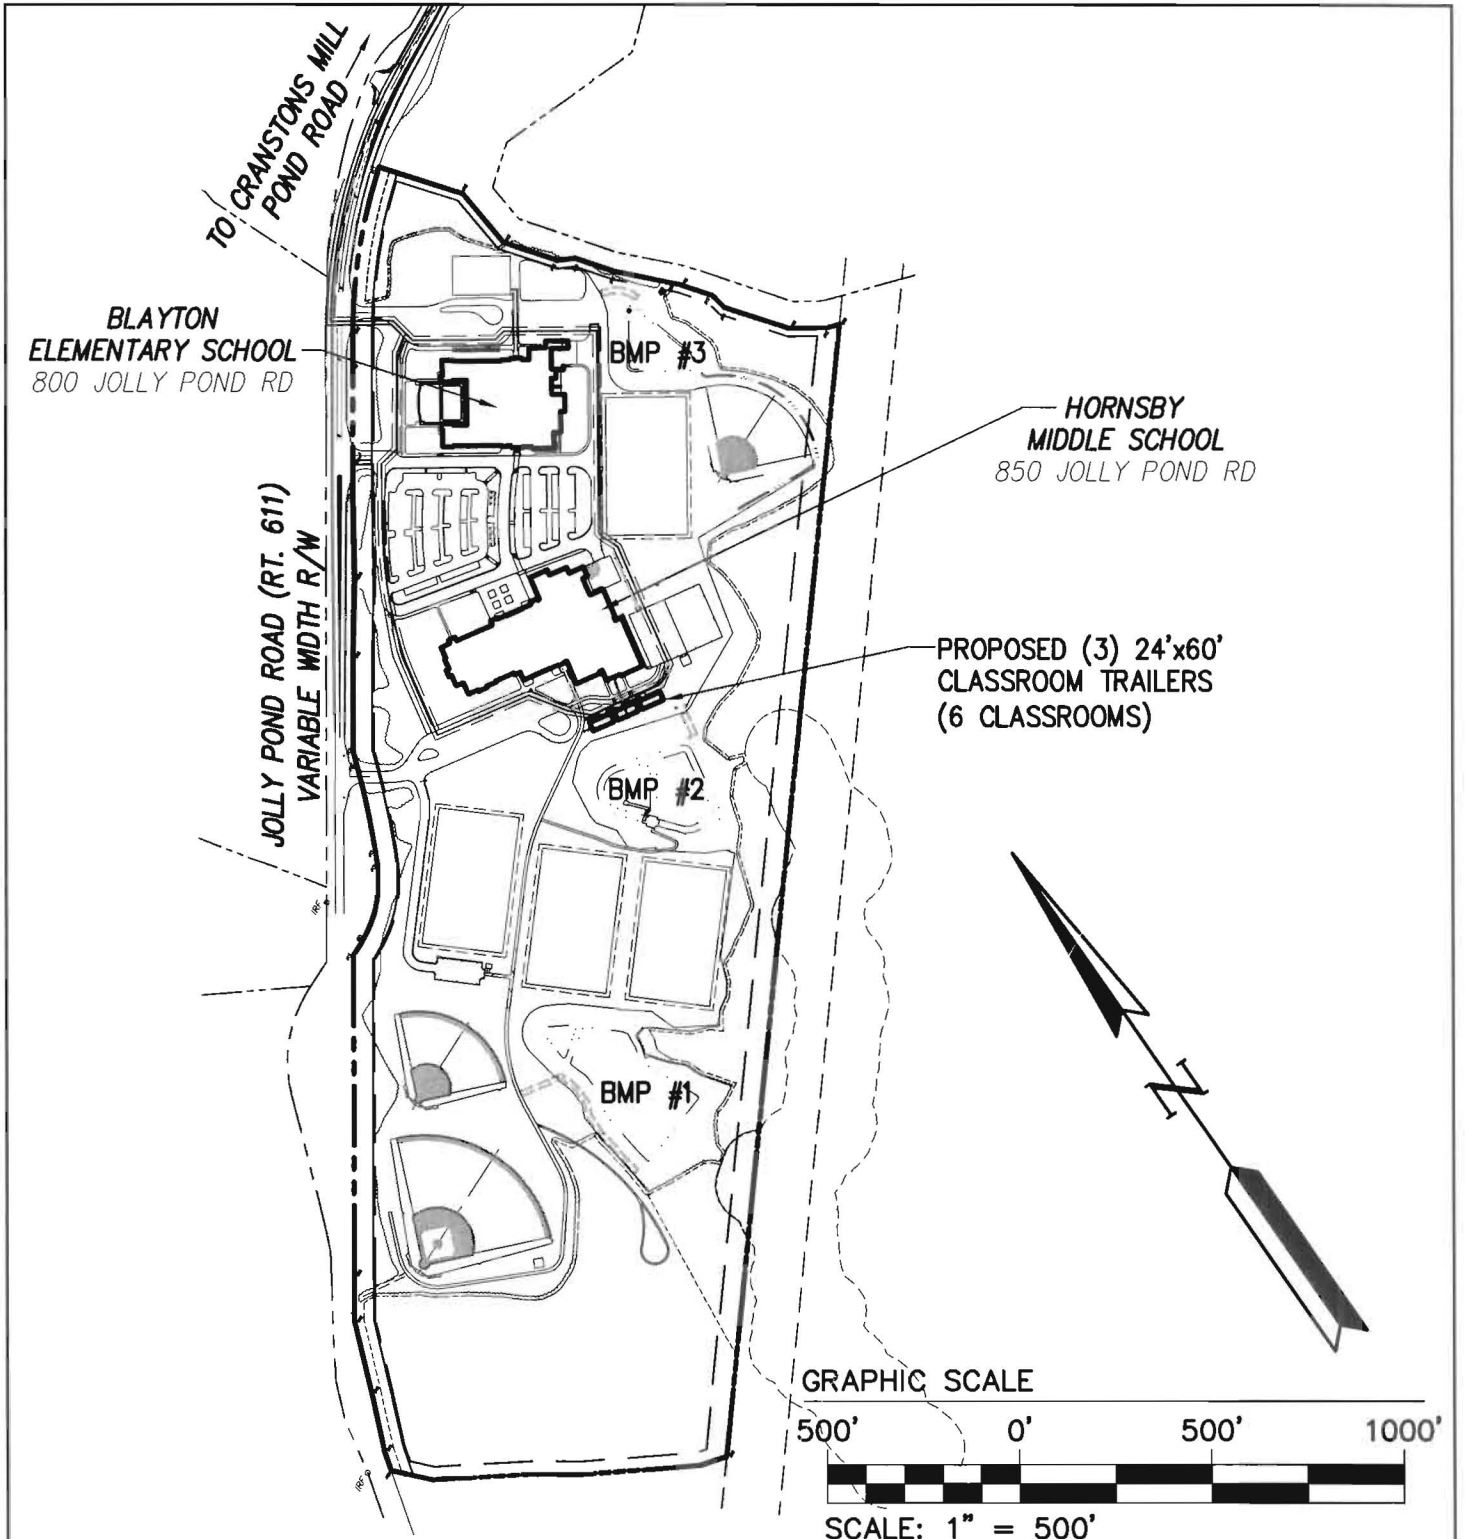 TO CRANSTONS MILL
POND ROAD
BLAYTON
ELEMENTARY SCHOOL
800 JOLLY POND RD
BMP #3
HORNSBY
MIDDLE SCHOOL
850 JOLLY POND RD
JOLLY POND ROAD (RT. 611)
VARIABLE WIDTH R/W
PROPOSED (3) 24'x60'
CLASSROOM TRAILERS
(6 CLASSROOMS)
BMP #2
IRF
BMP #1
N
GRAPHIC SCALE
500' 0' 500' 1000'
IRF
SCALE: 1" = 500'